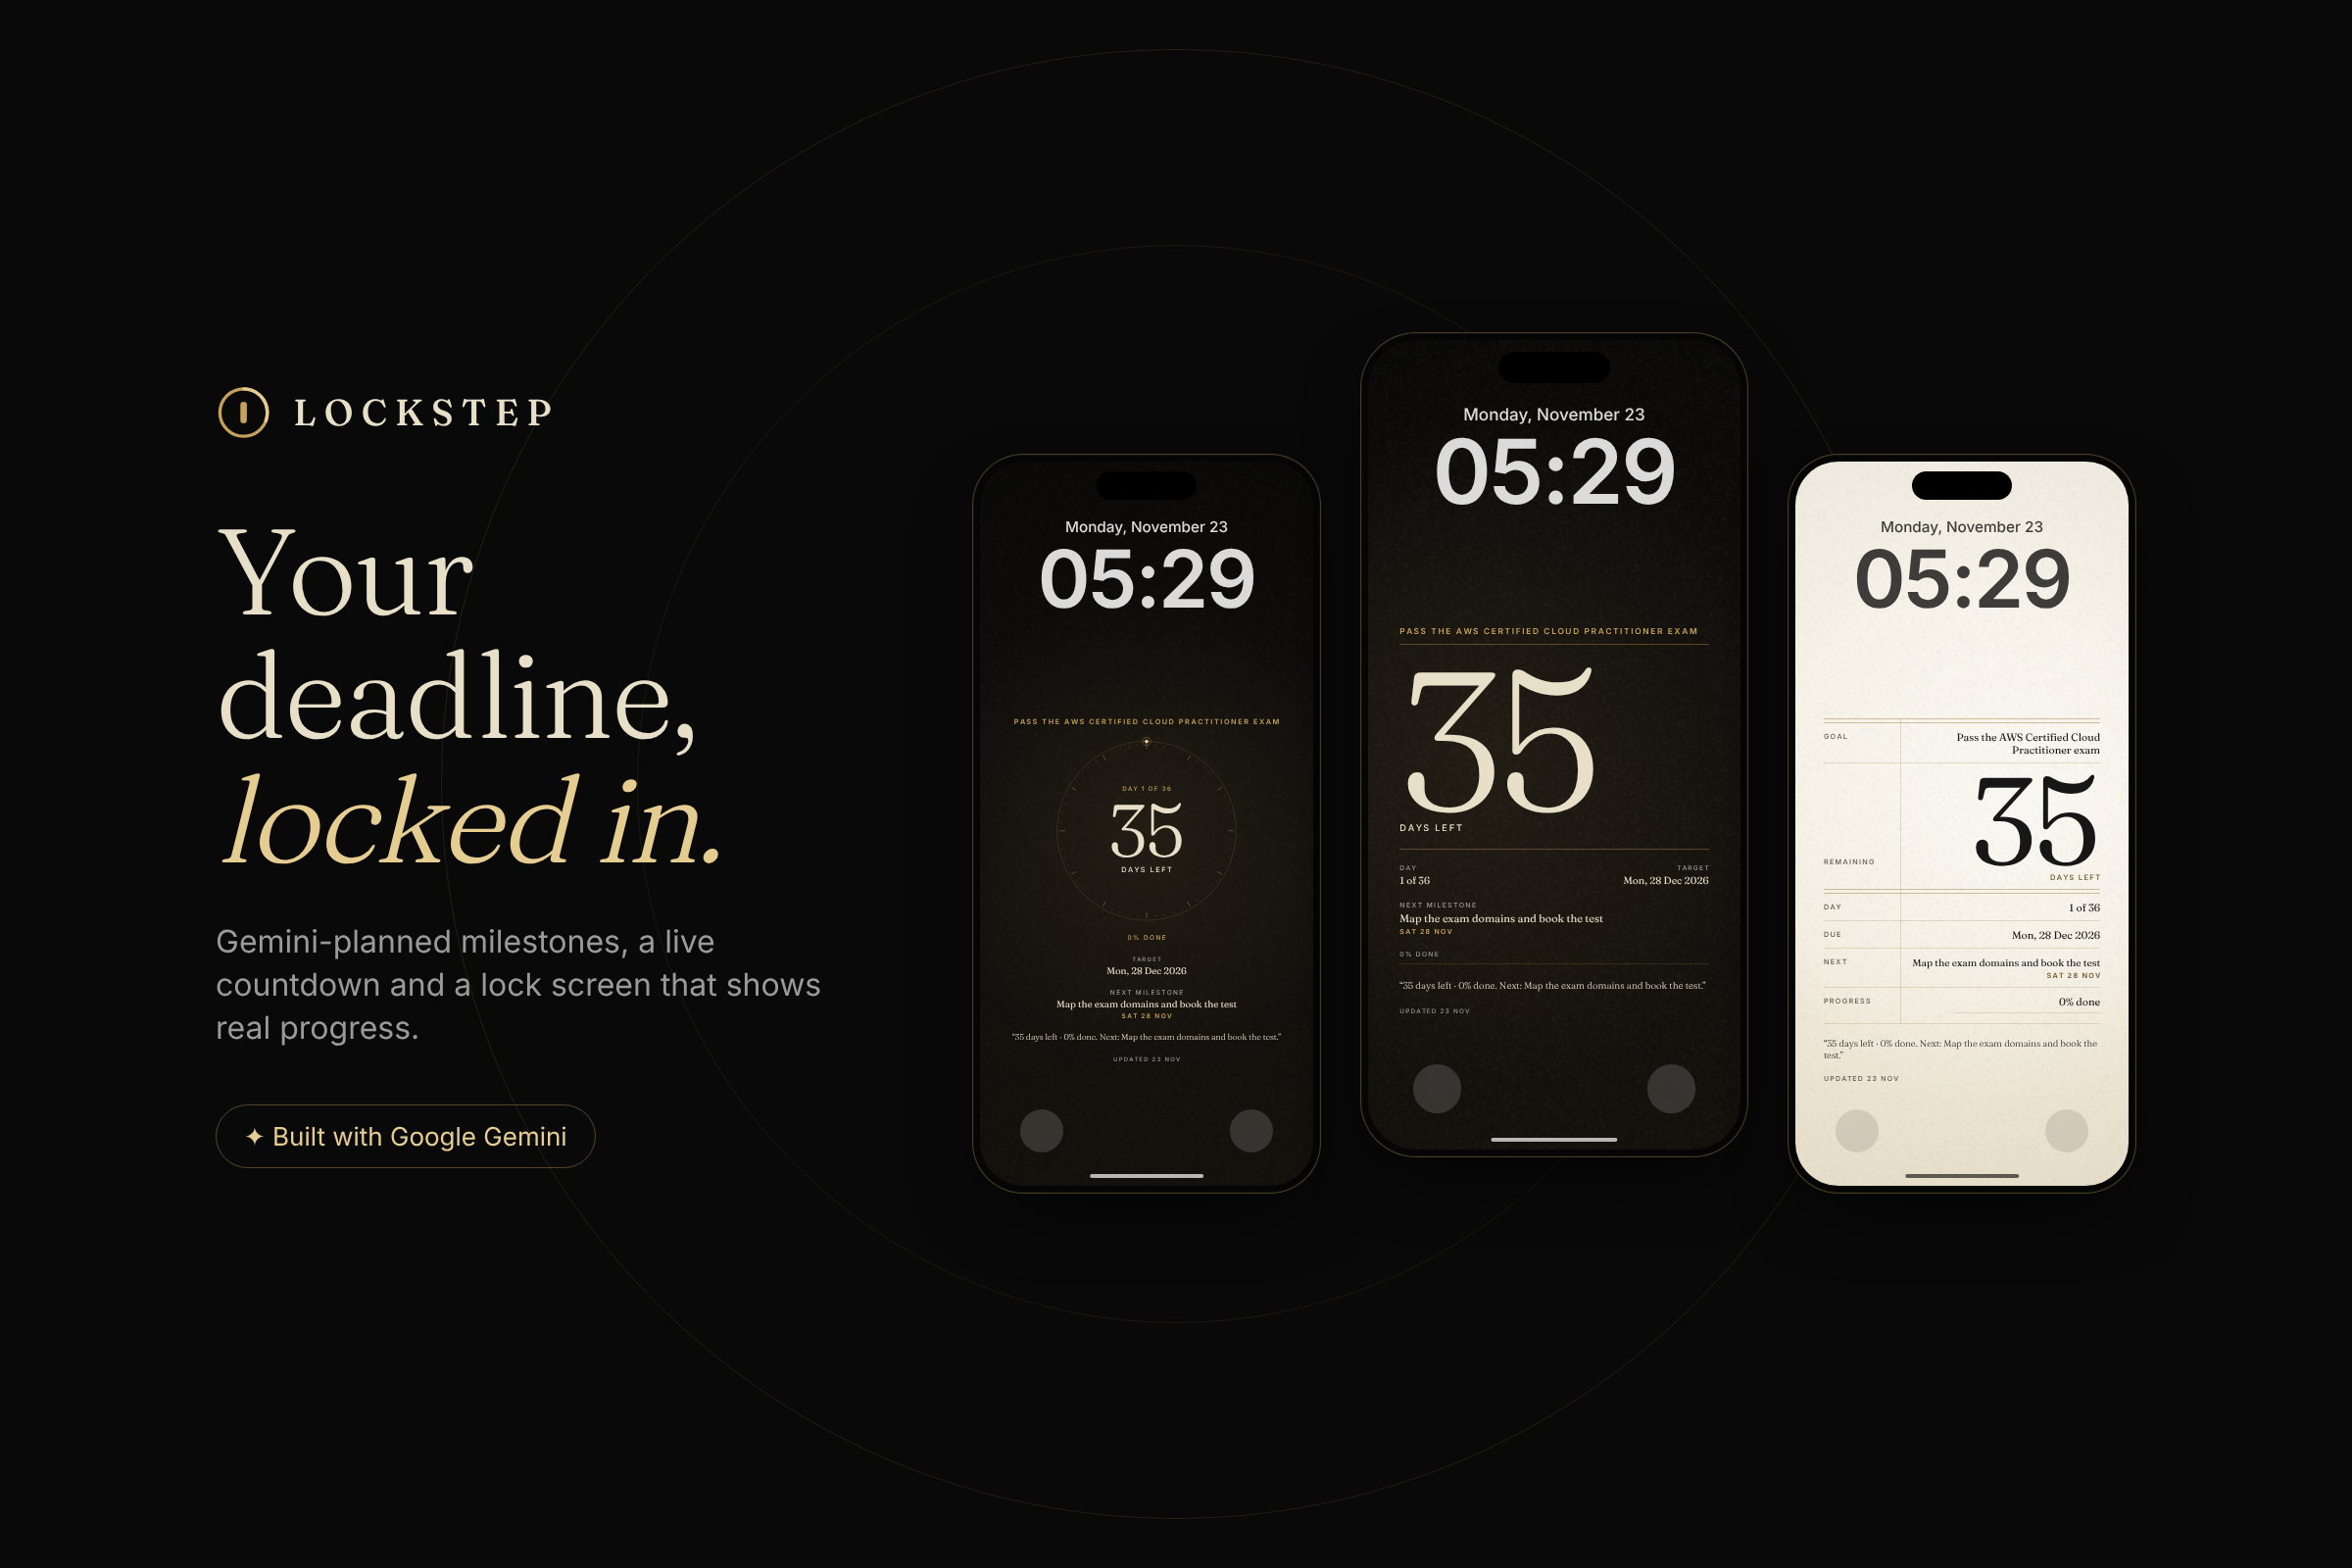 LOCKSTEP
Your
deadline,
locked in.
Gemini-planned milestones, a live
countdown and a lock screen that shows
real progress.
✦ Built with Google Gemini
Monday, November 23
05:29
PASS THE AWS CERTIFIED CLOUD PRACTITIONER EXAM
DAY 1 OF 36
35
DAYS LEFT
0% DONE
TARGET
Mon, 28 Dec 2026
NEXT MILESTONE
Map the exam domains and book the test
SAT 28 NOV
“35 days left · 0% done. Next: Map the exam domains and book the test.”
UPDATED 23 NOV
Monday, November 23
05:29
PASS THE AWS CERTIFIED CLOUD PRACTITIONER EXAM
35
DAYS LEFT
DAY TARGET
1 of 36 Mon, 28 Dec 2026
NEXT MILESTONE
Map the exam domains and book the test
SAT 28 NOV
0% DONE
“35 days left · 0% done. Next: Map the exam domains and book the test.”
UPDATED 23 NOV
Monday, November 23
05:29
GOAL Pass the AWS Certified Cloud
Practitioner exam
35
REMAINING
DAYS LEFT
DAY 1 of 36
DUE Mon, 28 Dec 2026
NEXT Map the exam domains and book the test
SAT 28 NOV
PROGRESS 0% done
“35 days left · 0% done. Next: Map the exam domains and book the
test.”
UPDATED 23 NOV